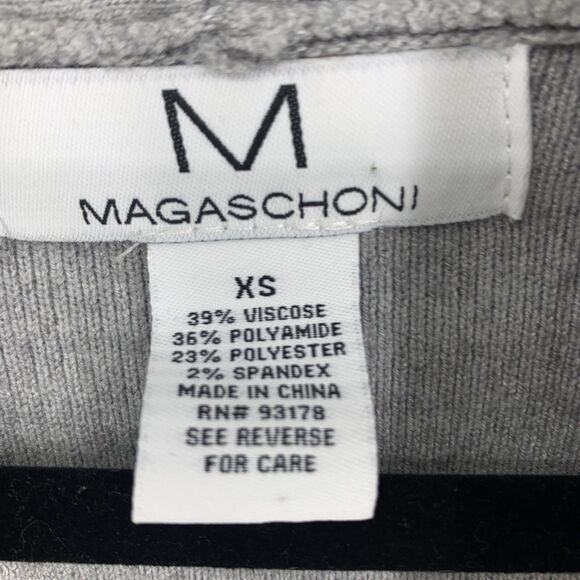 M
MAGASCHONI
XS
39% VISCOSE
36% POLYAMIDE
23% POLYESTER
2% SPANDEX
MADE IN CHINA
RN# 93178
SEE REVERSE
FOR CARE